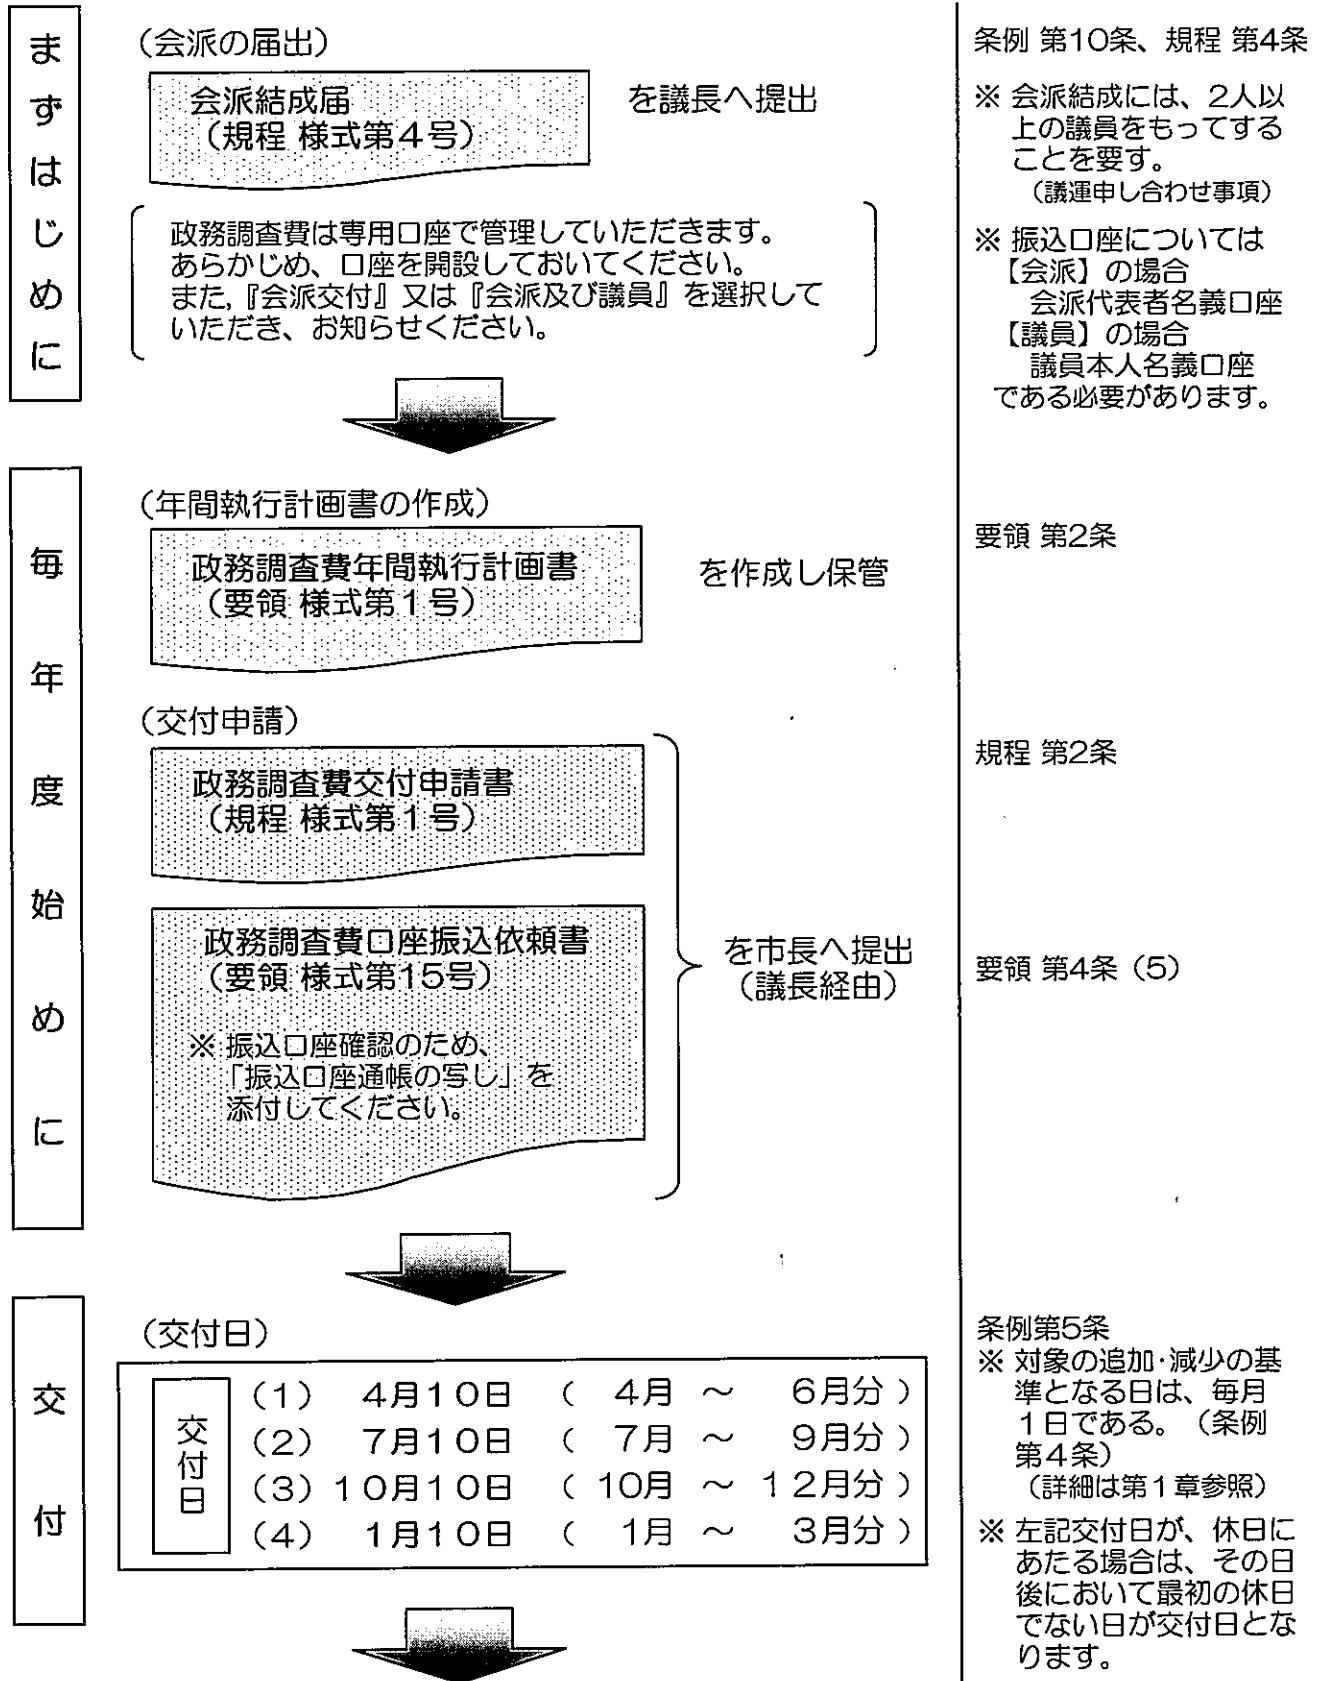 まずはじめに
(会派の届出)
会派結成届
(規程 様式第4号)
を議長へ提出
政務調査費は専用口座で管理していただきます。
あらかじめ、口座を開設しておいてください。
また,『会派交付』又は『会派及び議員』を選択して
いただき、お知らせください。
条例 第10条、規程 第4条
※ 会派結成には、2人以
上の議員をもってする
ことを要す。
(議運申し合わせ事項)
※ 振込口座については
【会派】の場合
会派代表者名義口座
【議員】の場合
議員本人名義口座
である必要があります。
毎年度始めに
(年間執行計画書の作成)
政務調査費年間執行計画書
(要領 様式第1号)
を作成し保管
要領 第2条
(交付申請)
政務調査費交付申請書
(規程 様式第1号)
規程 第2条
政務調査費口座振込依頼書
(要領 様式第15号)
※ 振込口座確認のため、
「振込口座通帳の写し」を
添付してください。
を市長へ提出
(議長経由)
要領 第4条(5)
交付
(交付日)
交付日
(1) 4月10日 ( 4月 ~ 6月分)
(2) 7月10日 ( 7月 ~ 9月分)
(3) 10月10日 ( 10月 ~ 12月分)
(4) 1月10日 ( 1月 ~ 3月分)
条例第5条
※ 対象の追加・減少の基
準となる日は、毎月
1日である。(条例
第4条)
(詳細は第1章参照)
※ 左記交付日が、休日に
あたる場合は、その日
後において最初の休日
でない日が交付日とな
ります。